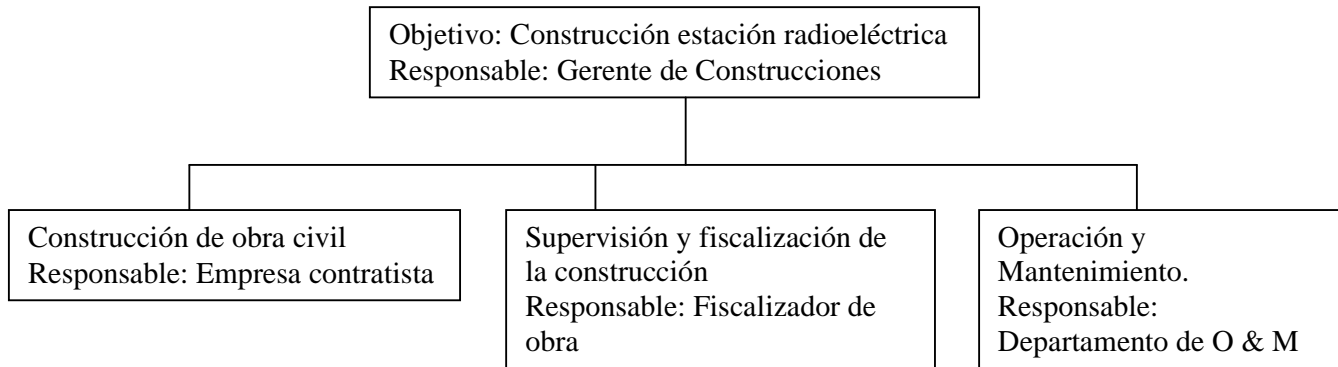 Objetivo: Construcción estación radioeléctrica
Responsable: Gerente de Construcciones
Construcción de obra civil
Responsable: Empresa contratista
Supervisión y fiscalización de
la construcción
Responsable: Fiscalizador de
obra
Operación y
Mantenimiento.
Responsable:
Departamento de O & M